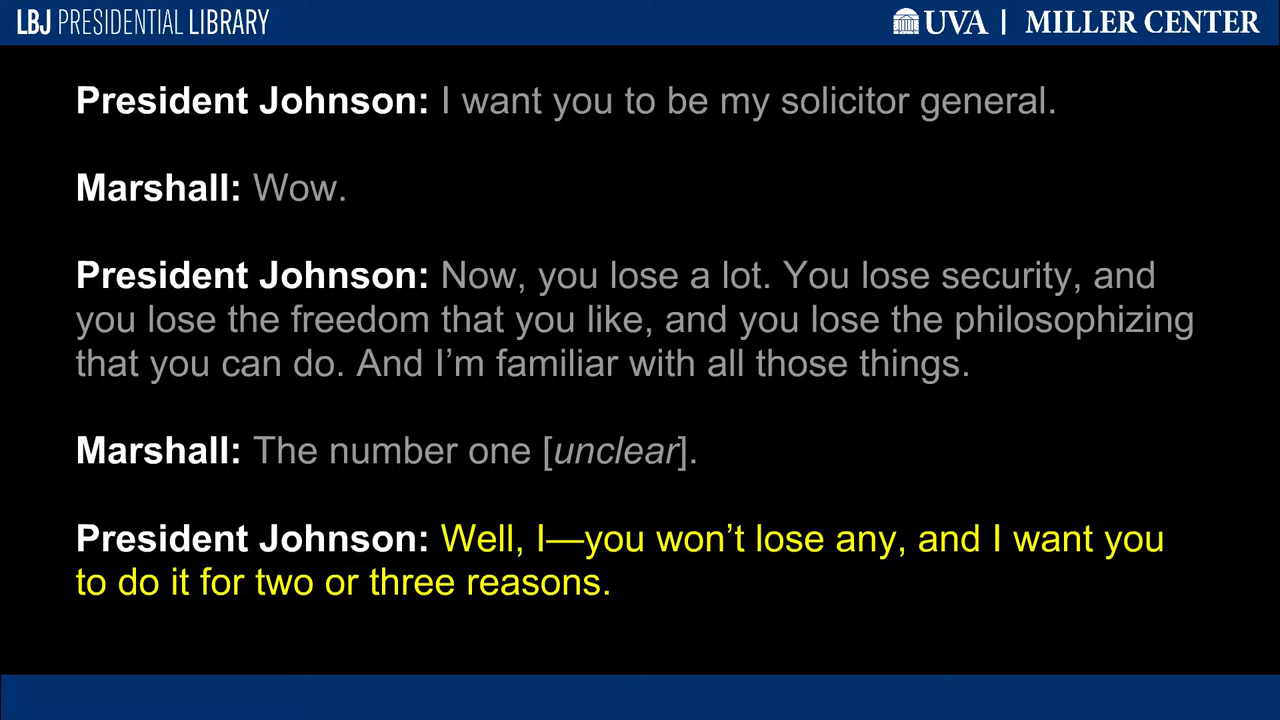 LBJ PRESIDENTIAL LIBRARY
UVA | MILLER CENTER
President Johnson: I want you to be my solicitor general.
Marshall: Wow.
President Johnson: Now, you lose a lot. You lose security, and
you lose the freedom that you like, and you lose the philosophizing
that you can do. And I’m familiar with all those things.
Marshall: The number one [unclear].
President Johnson: Well, I—you won’t lose any, and I want you
to do it for two or three reasons.